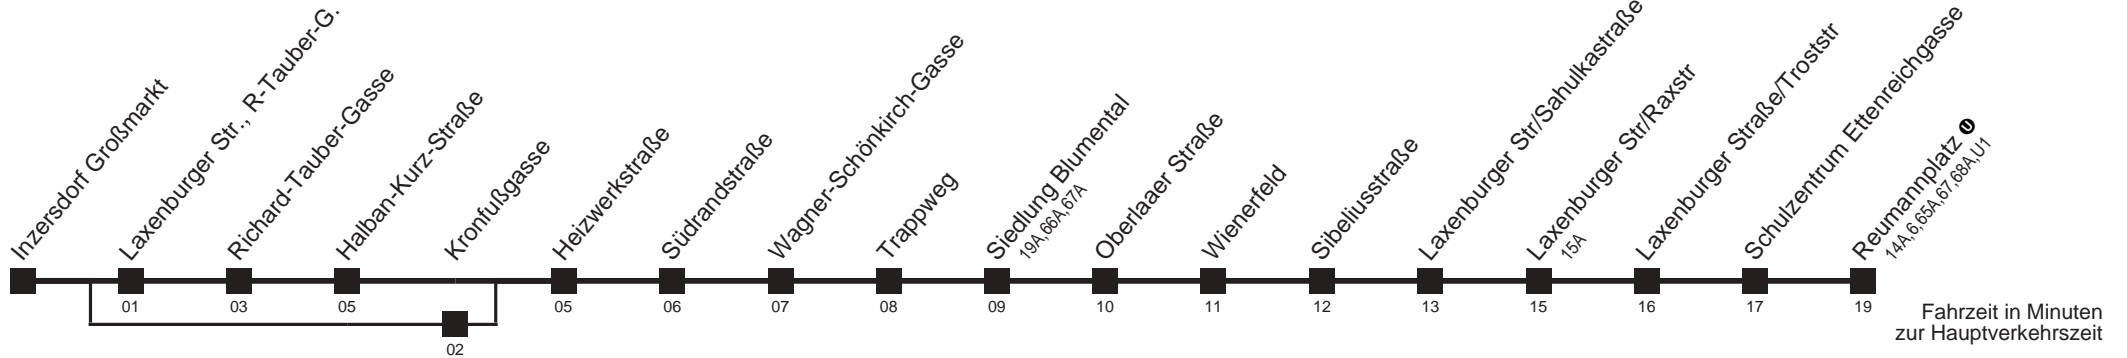 Inzersdorf Großmarkt
Laxenburger Str., R-Tauber-G.
Richard-Tauber-Gasse
Halban-Kurz-Straße
Kronfußgasse
Heizwerkstraße
Südrandstraße
Wagner-Schönkirch-Gasse
Trappweg
Siedlung Blumental
19A,66A,67A
Oberlaaer Straße
Wienerfeld
Sibeliusstraße
Laxenburger Str/Sahulkastraße
Laxenburger Str/Raxstr
15A
Laxenburger Straße/Troststr
Schulzentrum Ettenreichgasse
Reumannplatz U
14A,6,65A,67,68A,U1
01 03 05 05 06 07 08 09 10 11 12 13 15 16 17 19
02
Fahrzeit in Minuten
zur Hauptverkehrszeit